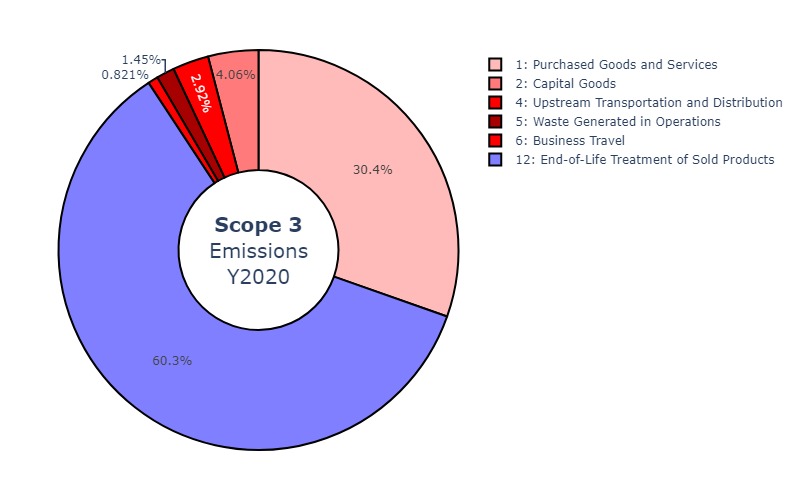 1.45%
0.821%
2.92%
4.06%
30.4%
60.3%
Scope 3
Emissions
Y2020
1: Purchased Goods and Services
2: Capital Goods
4: Upstream Transportation and Distribution
5: Waste Generated in Operations
6: Business Travel
12: End-of-Life Treatment of Sold Products